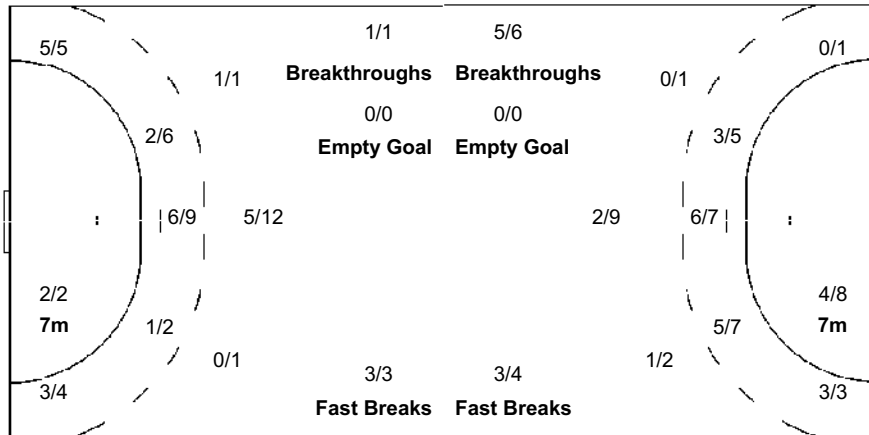 1/1 5/6
5/5 0/1
Breakthroughs Breakthroughs
1/1 0/1
0/0 0/0
2/6 3/5
Empty Goal Empty Goal
6/9 5/12 2/9 6/7
2/2 4/8
7m 1/2 5/7 7m
0/1 1/2
3/3 3/4
3/4 3/3
Fast Breaks Fast Breaks